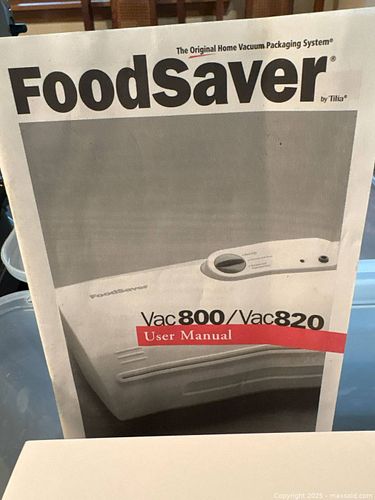 The Original Home Vacuum Packaging System®
FoodSaver®
by Tilia®
FoodSaver
Vac800/Vac820
User Manual
Copyright 2025 - maxsold.com